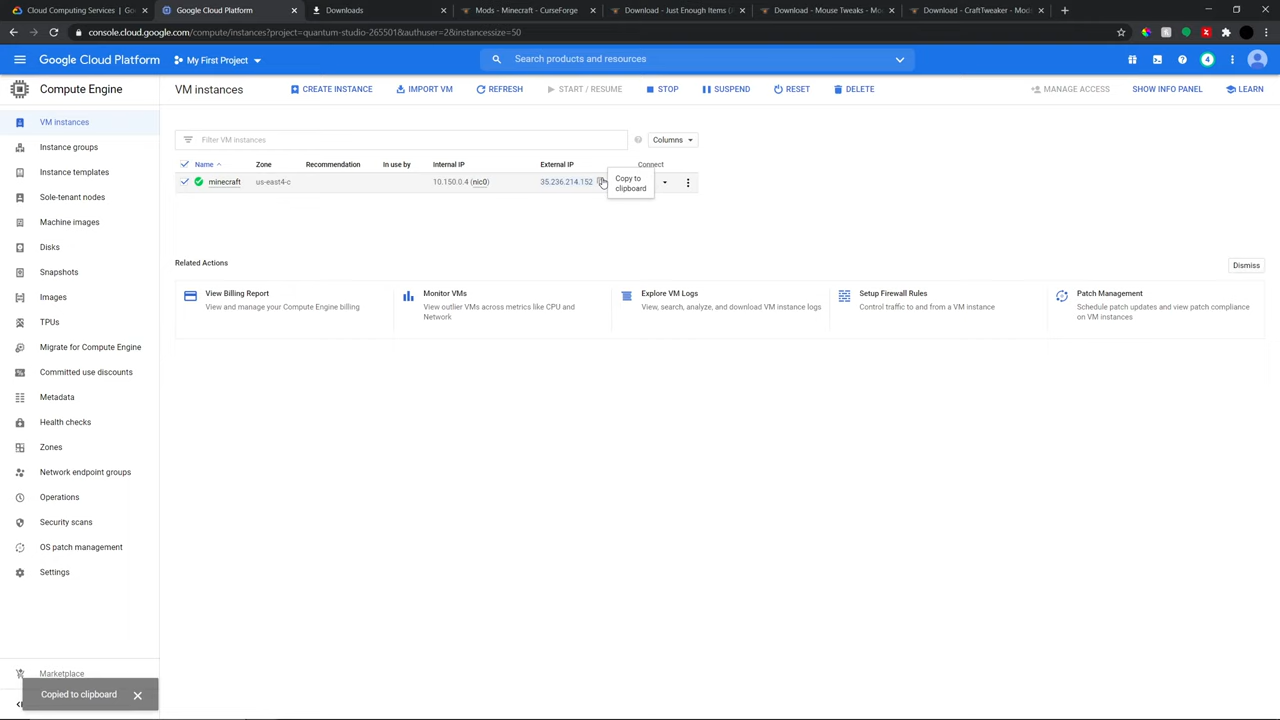 Cloud Computing Services | Goo
Google Cloud Platform
Downloads
Mods - Minecraft - CurseForge
Download - Just Enough Items (J
Download - Mouse Tweaks - Mo
Download - CraftTweaker - Mod
console.cloud.google.com/compute/instances?project=quantum-studio-265501&authuser=2&instancessize=50
Google Cloud Platform
My First Project
Search products and resources
4
Compute Engine
VM instances
CREATE INSTANCE
IMPORT VM
REFRESH
START / RESUME
STOP
SUSPEND
RESET
DELETE
MANAGE ACCESS
SHOW INFO PANEL
LEARN
VM instances
Instance groups
Instance templates
Sole-tenant nodes
Machine images
Disks
Snapshots
Images
TPUs
Migrate for Compute Engine
Committed use discounts
Metadata
Health checks
Zones
Network endpoint groups
Operations
Security scans
OS patch management
Settings
Marketplace
Filter VM instances
Columns
Name Zone Recommendation In use by Internal IP External IP Connect
minecraft us-east4-c 10.150.0.4 (nic0) 35.236.214.152
Copy to
clipboard
Related Actions
Dismiss
View Billing Report
View and manage your Compute Engine billing
Monitor VMs
View outlier VMs across metrics like CPU and
Network
Explore VM Logs
View, search, analyze, and download VM instance logs
Setup Firewall Rules
Control traffic to and from a VM instance
Patch Management
Schedule patch updates and view patch compliance
on VM instances
Copied to clipboard